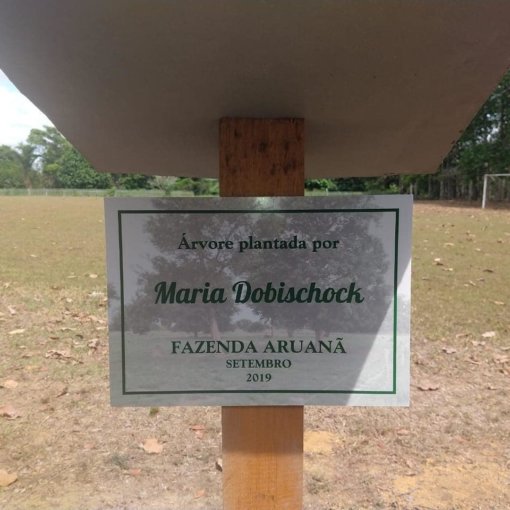 Árvore plantada por
Maria Dobischock
FAZENDA ARUANÃ
SETEMBRO
2019